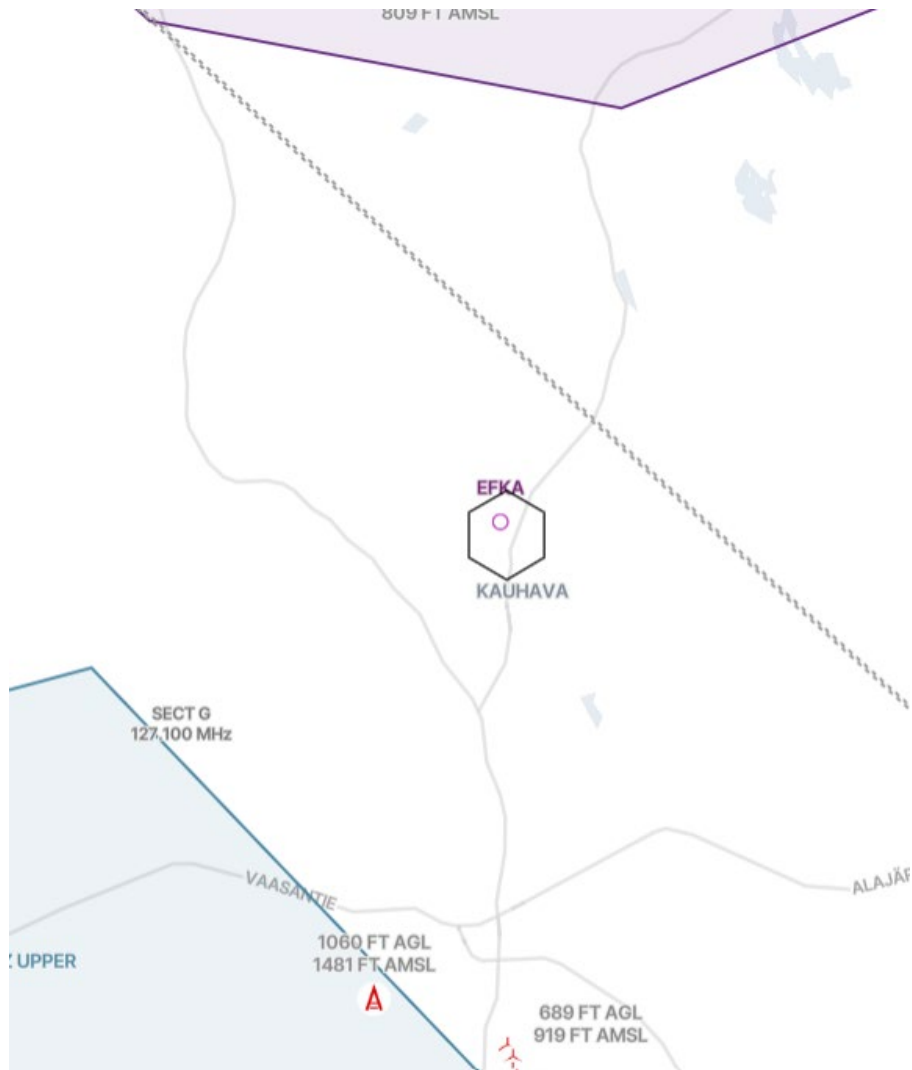 809 FT AMSL
EFKA
KAUHAVA
SECT G
127.100 MHz
VAASANTIE
ALAJÄR
UPPER
1060 FT AGL
1481 FT AMSL
689 FT AGL
919 FT AMSL